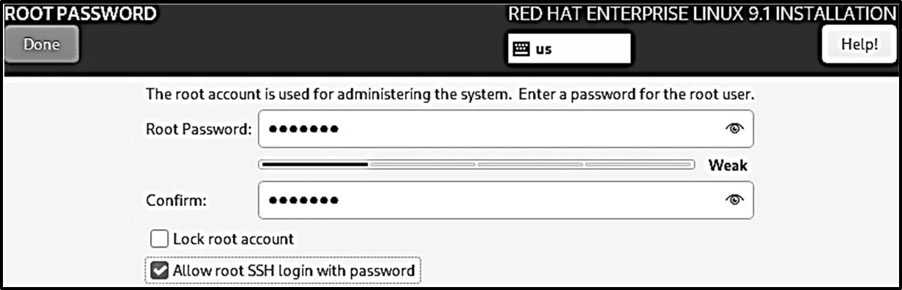 ROOT PASSWORD
RED HAT ENTERPRISE LINUX 9.1 INSTALLATION
Done
us
Help!
The root account is used for administering the system. Enter a password for the root user.
Root Password: •••••••
Weak
Confirm: •••••••
Lock root account
Allow root SSH login with password